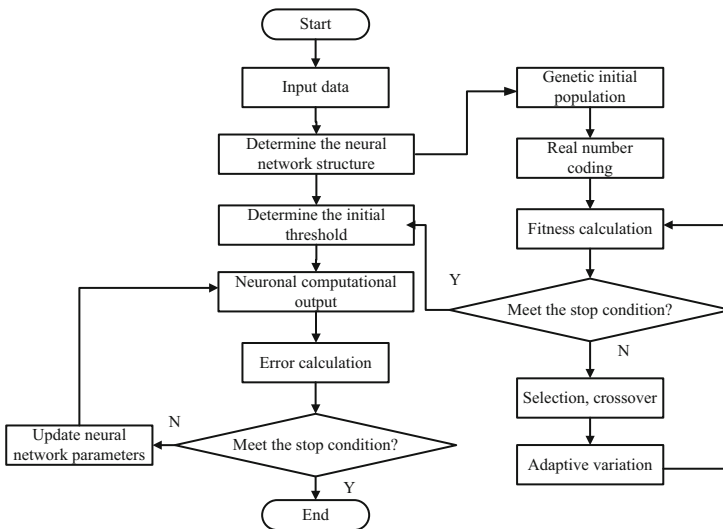 Start
Input data
Determine the neural
network structure
Determine the initial
threshold
Neuronal computational
output
Error calculation
Meet the stop condition?
N
Update neural
network parameters
Y
End
Genetic initial
population
Real number
coding
Fitness calculation
Meet the stop condition?
Y
N
Selection, crossover
Adaptive variation